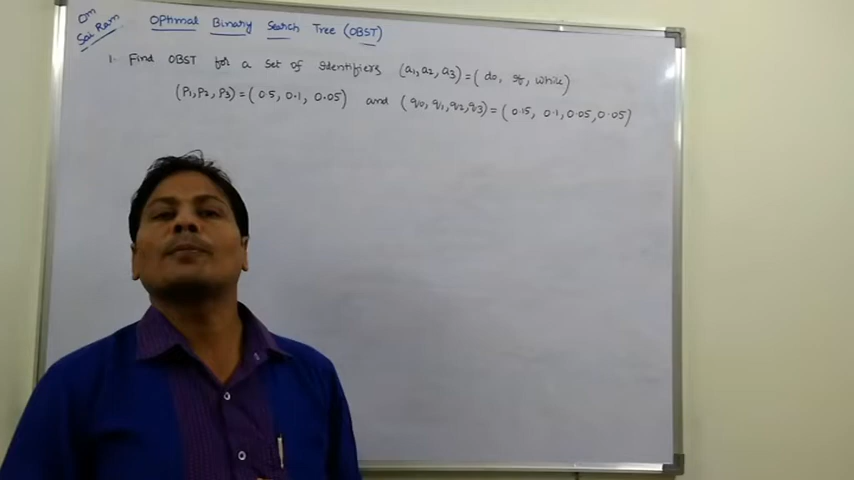 Om
Sai Ram
Optimal Binary Search Tree (OBST)
1. Find OBST for a set of Identifiers (a1, a2, a3) = ( do, if, while)
(P1, P2, P3) = ( 0.5, 0.1, 0.05) and ( q0, q1, q2, q3) = ( 0.15, 0.1, 0.05, 0.05)